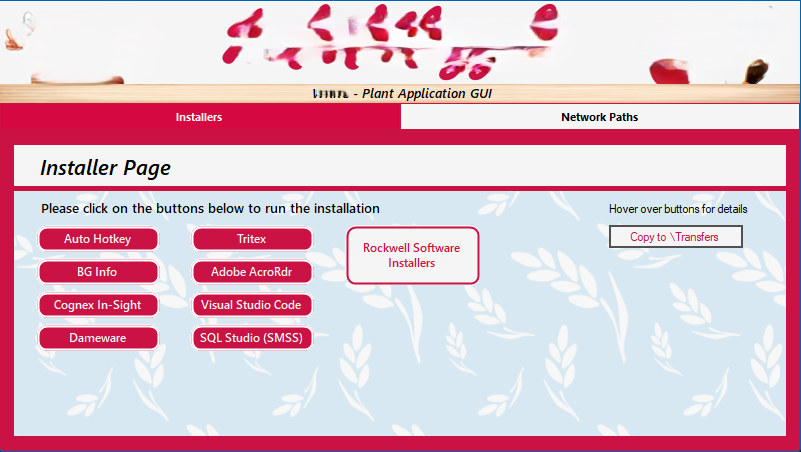 - Plant Application GUI
Installers
Network Paths
Installer Page
Please click on the buttons below to run the installation
Hover over buttons for details
Auto Hotkey
Tritex
Rockwell Software
Installers
Copy to \Transfers
BG Info
Adobe AcroRdr
Cognex In-Sight
Visual Studio Code
Dameware
SQL Studio (SMSS)